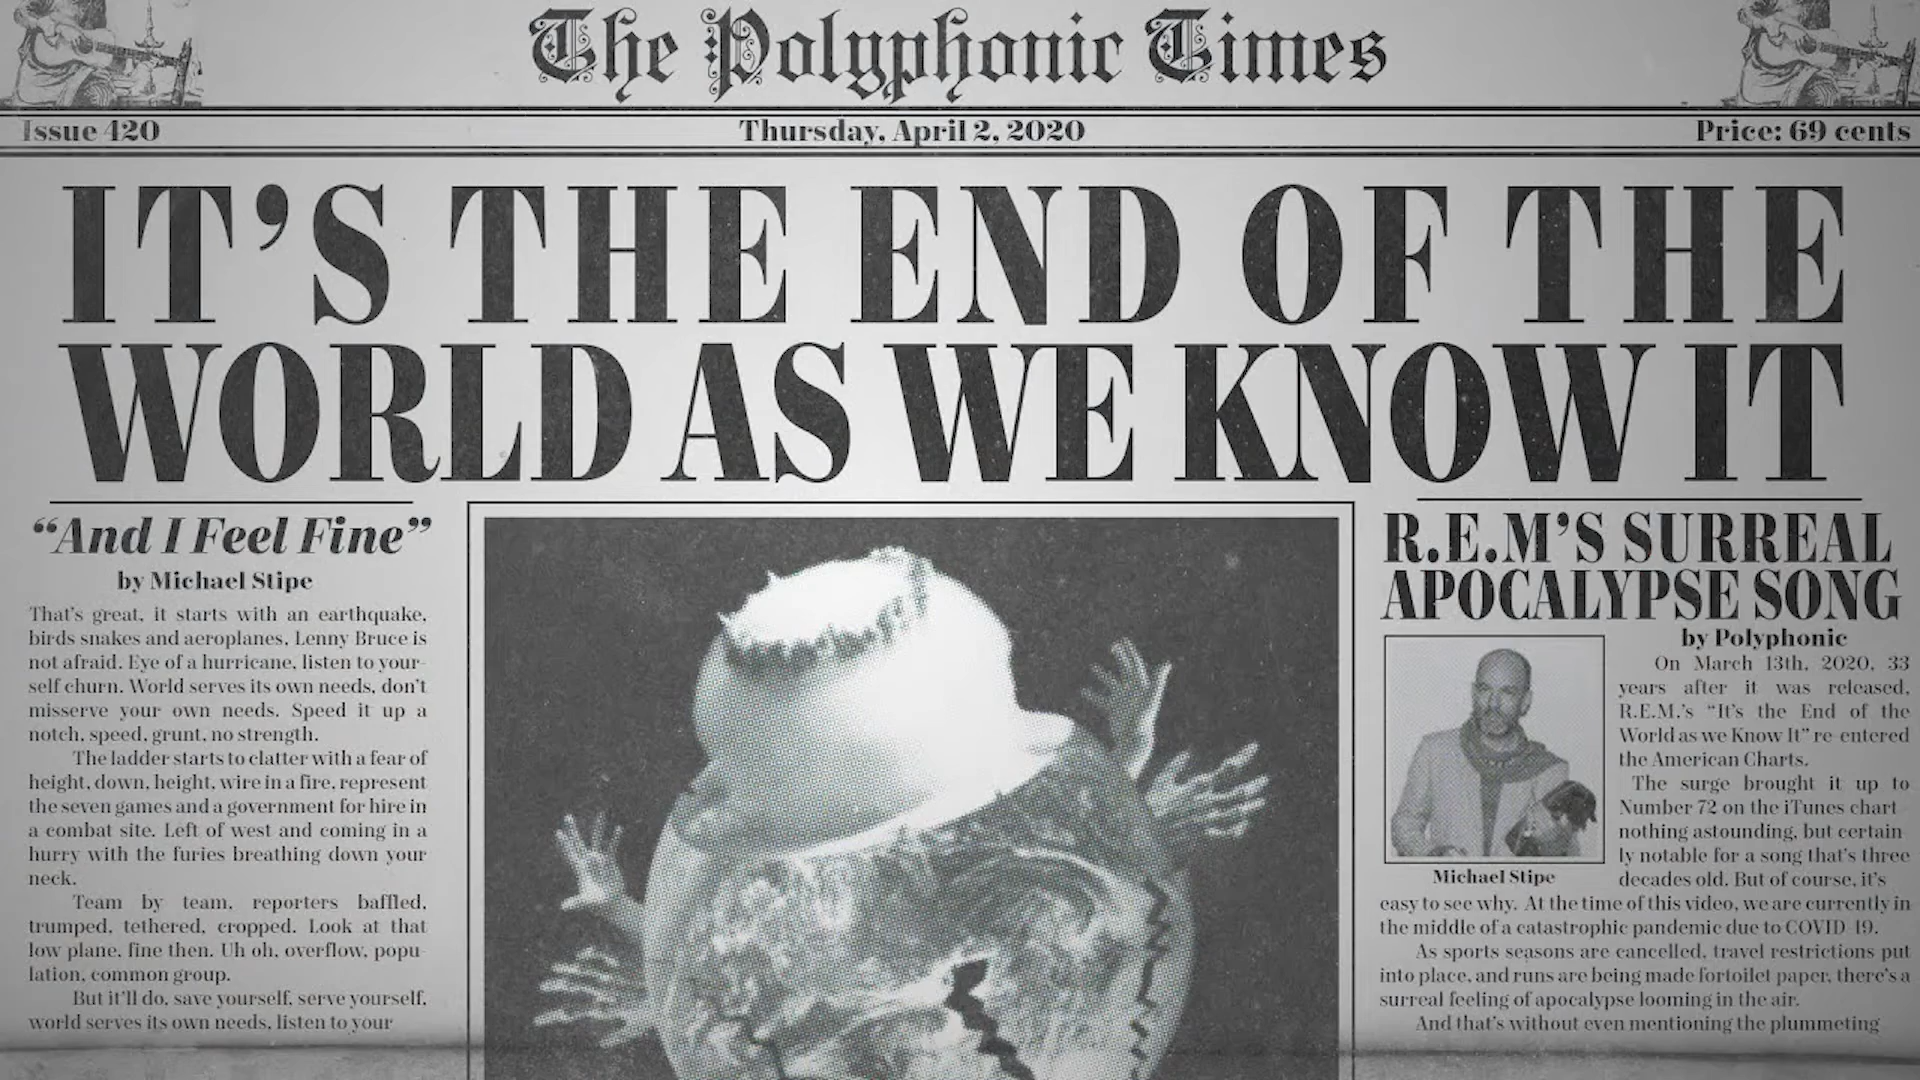 The Polyphonic Times
Issue 420
Thursday, April 2, 2020
Price: 69 cents
IT'S THE END OF THE
WORLD AS WE KNOW IT
“And I Feel Fine”
by Michael Stipe
That's great, it starts with an earthquake,
birds snakes and aeroplanes, Lenny Bruce is
not afraid. Eye of a hurricane, listen to your-
self churn. World serves its own needs, don't
misserve your own needs. Speed it up a
notch, speed, grunt, no strength.
The ladder starts to clatter with a fear of
height, down, height, wire in a fire, represent
the seven games and a government for hire in
a combat site. Left of west and coming in a
hurry with the furies breathing down your
neck.
Team by team, reporters baffled,
trumped, tethered, cropped. Look at that
low plane, fine then. Uh oh, overflow, popu-
lation, common group.
But it'll do, save yourself, serve yourself,
world serves its own needs, listen to your
R.E.M'S SURREAL
APOCALYPSE SONG
by Polyphonic
On March 13th, 2020, 33
years after it was released,
R.E.M.'s “It's the End of the
World as we Know It” re-entered
the American Charts.
The surge brought it up to
Number 72 on the iTunes chart
nothing astounding, but certain-
ly notable for a song that's three
decades old. But of course, it's
Michael Stipe
easy to see why. At the time of this video, we are currently in
the middle of a catastrophic pandemic due to COVID-19.
As sports seasons are cancelled, travel restrictions put
into place, and runs are being made fortoilet paper, there's a
surreal feeling of apocalypse looming in the air.
And that's without even mentioning the plummeting